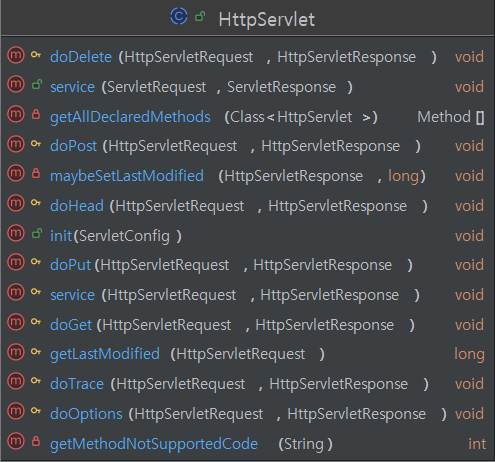 HttpServlet
doDelete (HttpServletRequest , HttpServletResponse ) void
service (ServletRequest , ServletResponse ) void
getAllDeclaredMethods (Class<HttpServlet >) Method []
doPost (HttpServletRequest , HttpServletResponse ) void
maybeSetLastModified (HttpServletResponse , long) void
doHead (HttpServletRequest , HttpServletResponse ) void
init(ServletConfig ) void
doPut (HttpServletRequest , HttpServletResponse ) void
service (HttpServletRequest , HttpServletResponse ) void
doGet (HttpServletRequest , HttpServletResponse ) void
getLastModified (HttpServletRequest ) long
doTrace (HttpServletRequest , HttpServletResponse ) void
doOptions (HttpServletRequest , HttpServletResponse ) void
getMethodNotSupportedCode (String ) int